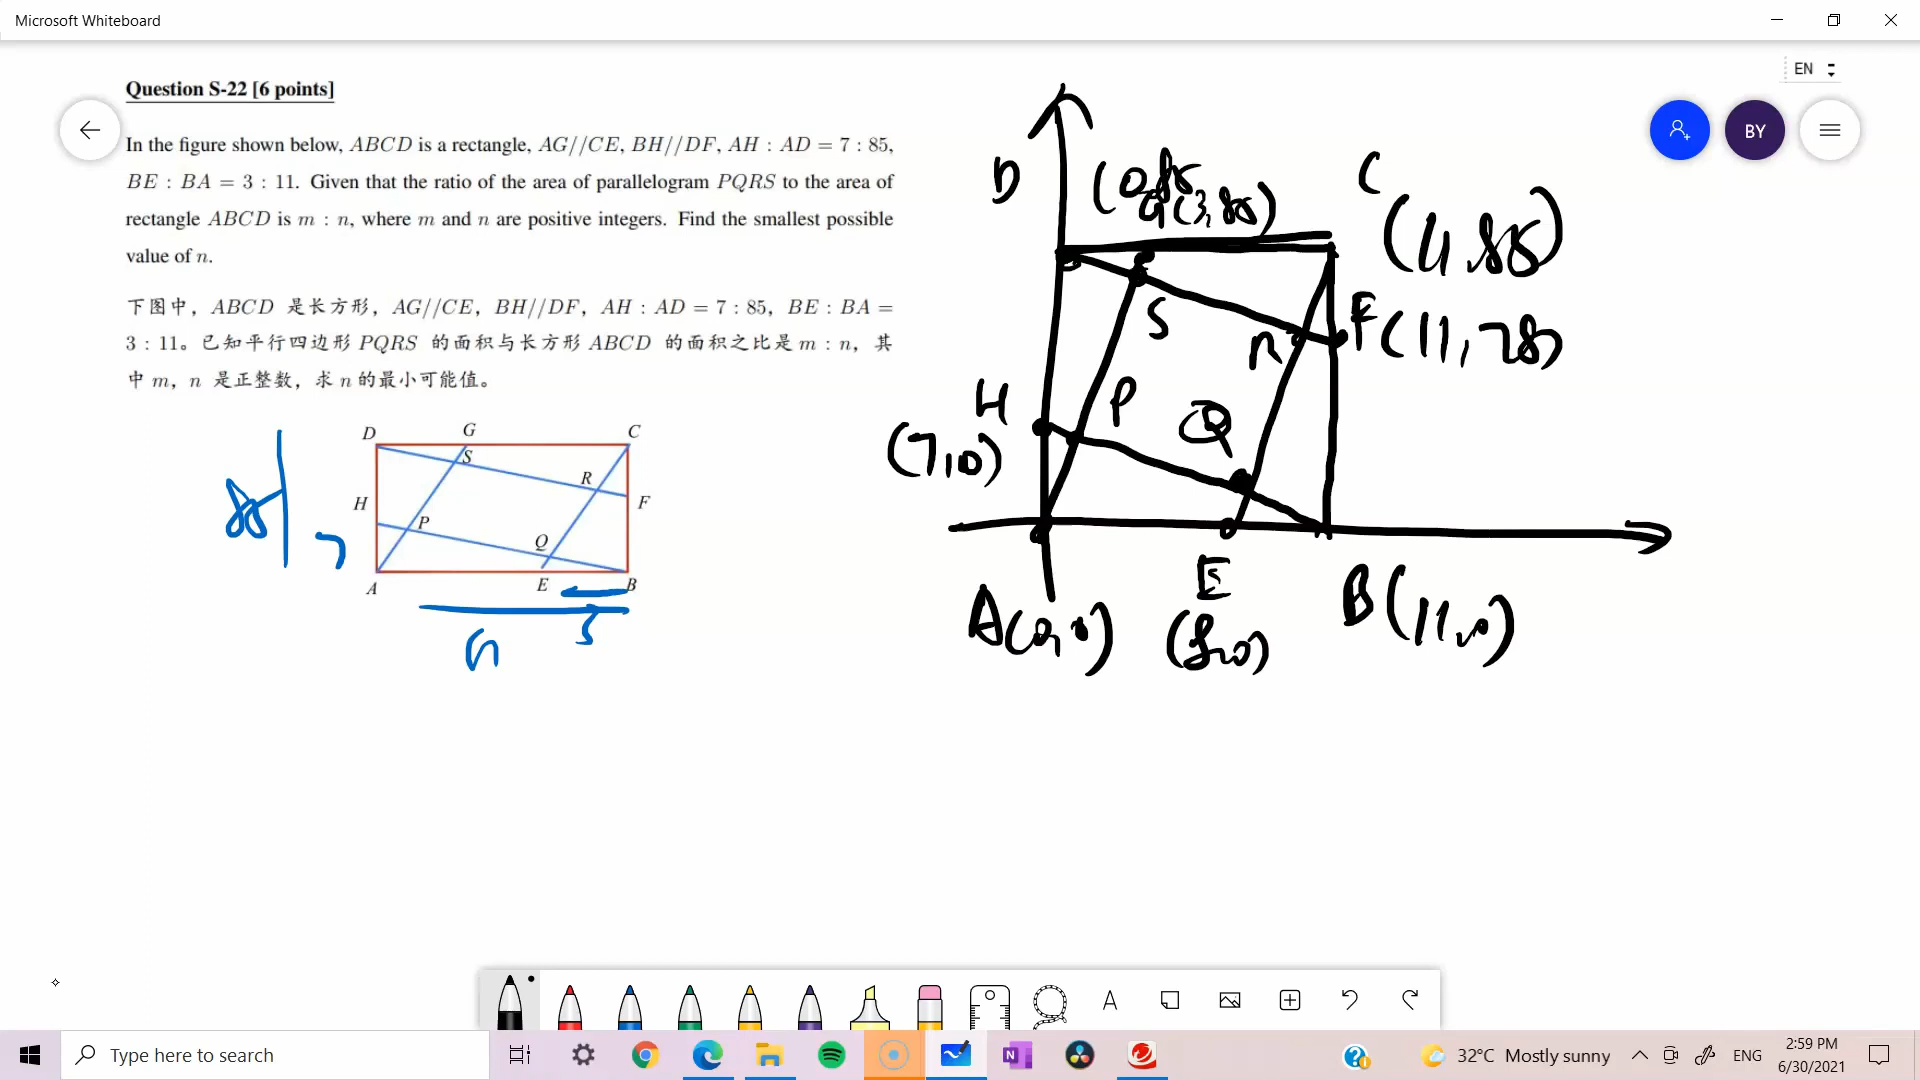 Microsoft Whiteboard
EN
BY
Question S-22 [6 points]
In the figure shown below, ABCD is a rectangle, AG//CE, BH//DF, AH : AD = 7 : 85,
BE : BA = 3 : 11. Given that the ratio of the area of parallelogram PQRS to the area of
rectangle ABCD is m : n, where m and n are positive integers. Find the smallest possible
value of n.
下图中，ABCD 是长方形，AG//CE，BH//DF，AH : AD = 7 : 85，BE : BA =
3 : 11。已知平行四边形 PQRS 的面积与长方形 ABCD 的面积之比是 m : n，其
中 m，n 是正整数，求 n 的最小可能值。
D G C
S
R
H F
P
Q
A E B
85
7
11
3
D (0,85 G(3,85) C (11,85)
S R F(11,78)
H P Q
(7,0)
A(0,0) E (8,0) B(11,0)
A
Type here to search
32°C Mostly sunny
ENG
2:59 PM
6/30/2021